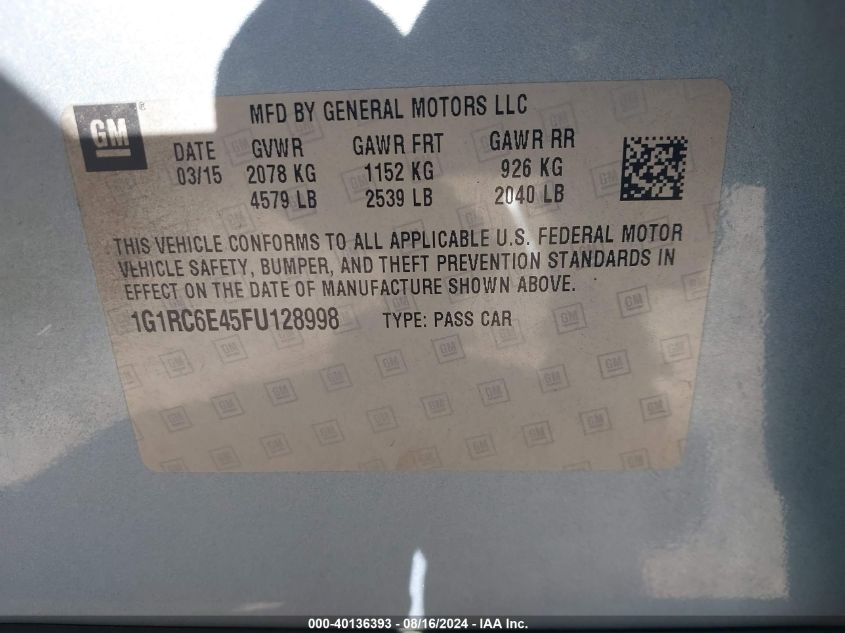 GM ®
MFD BY GENERAL MOTORS LLC
DATE GVWR GAWR FRT GAWR RR
03/15 2078 KG 1152 KG 926 KG
4579 LB 2539 LB 2040 LB
THIS VEHICLE CONFORMS TO ALL APPLICABLE U.S. FEDERAL MOTOR
VEHICLE SAFETY, BUMPER, AND THEFT PREVENTION STANDARDS IN
EFFECT ON THE DATE OF MANUFACTURE SHOWN ABOVE.
1G1RC6E45FU128998 TYPE: PASS CAR
000-40136393 - 08/16/2024 - IAA Inc.